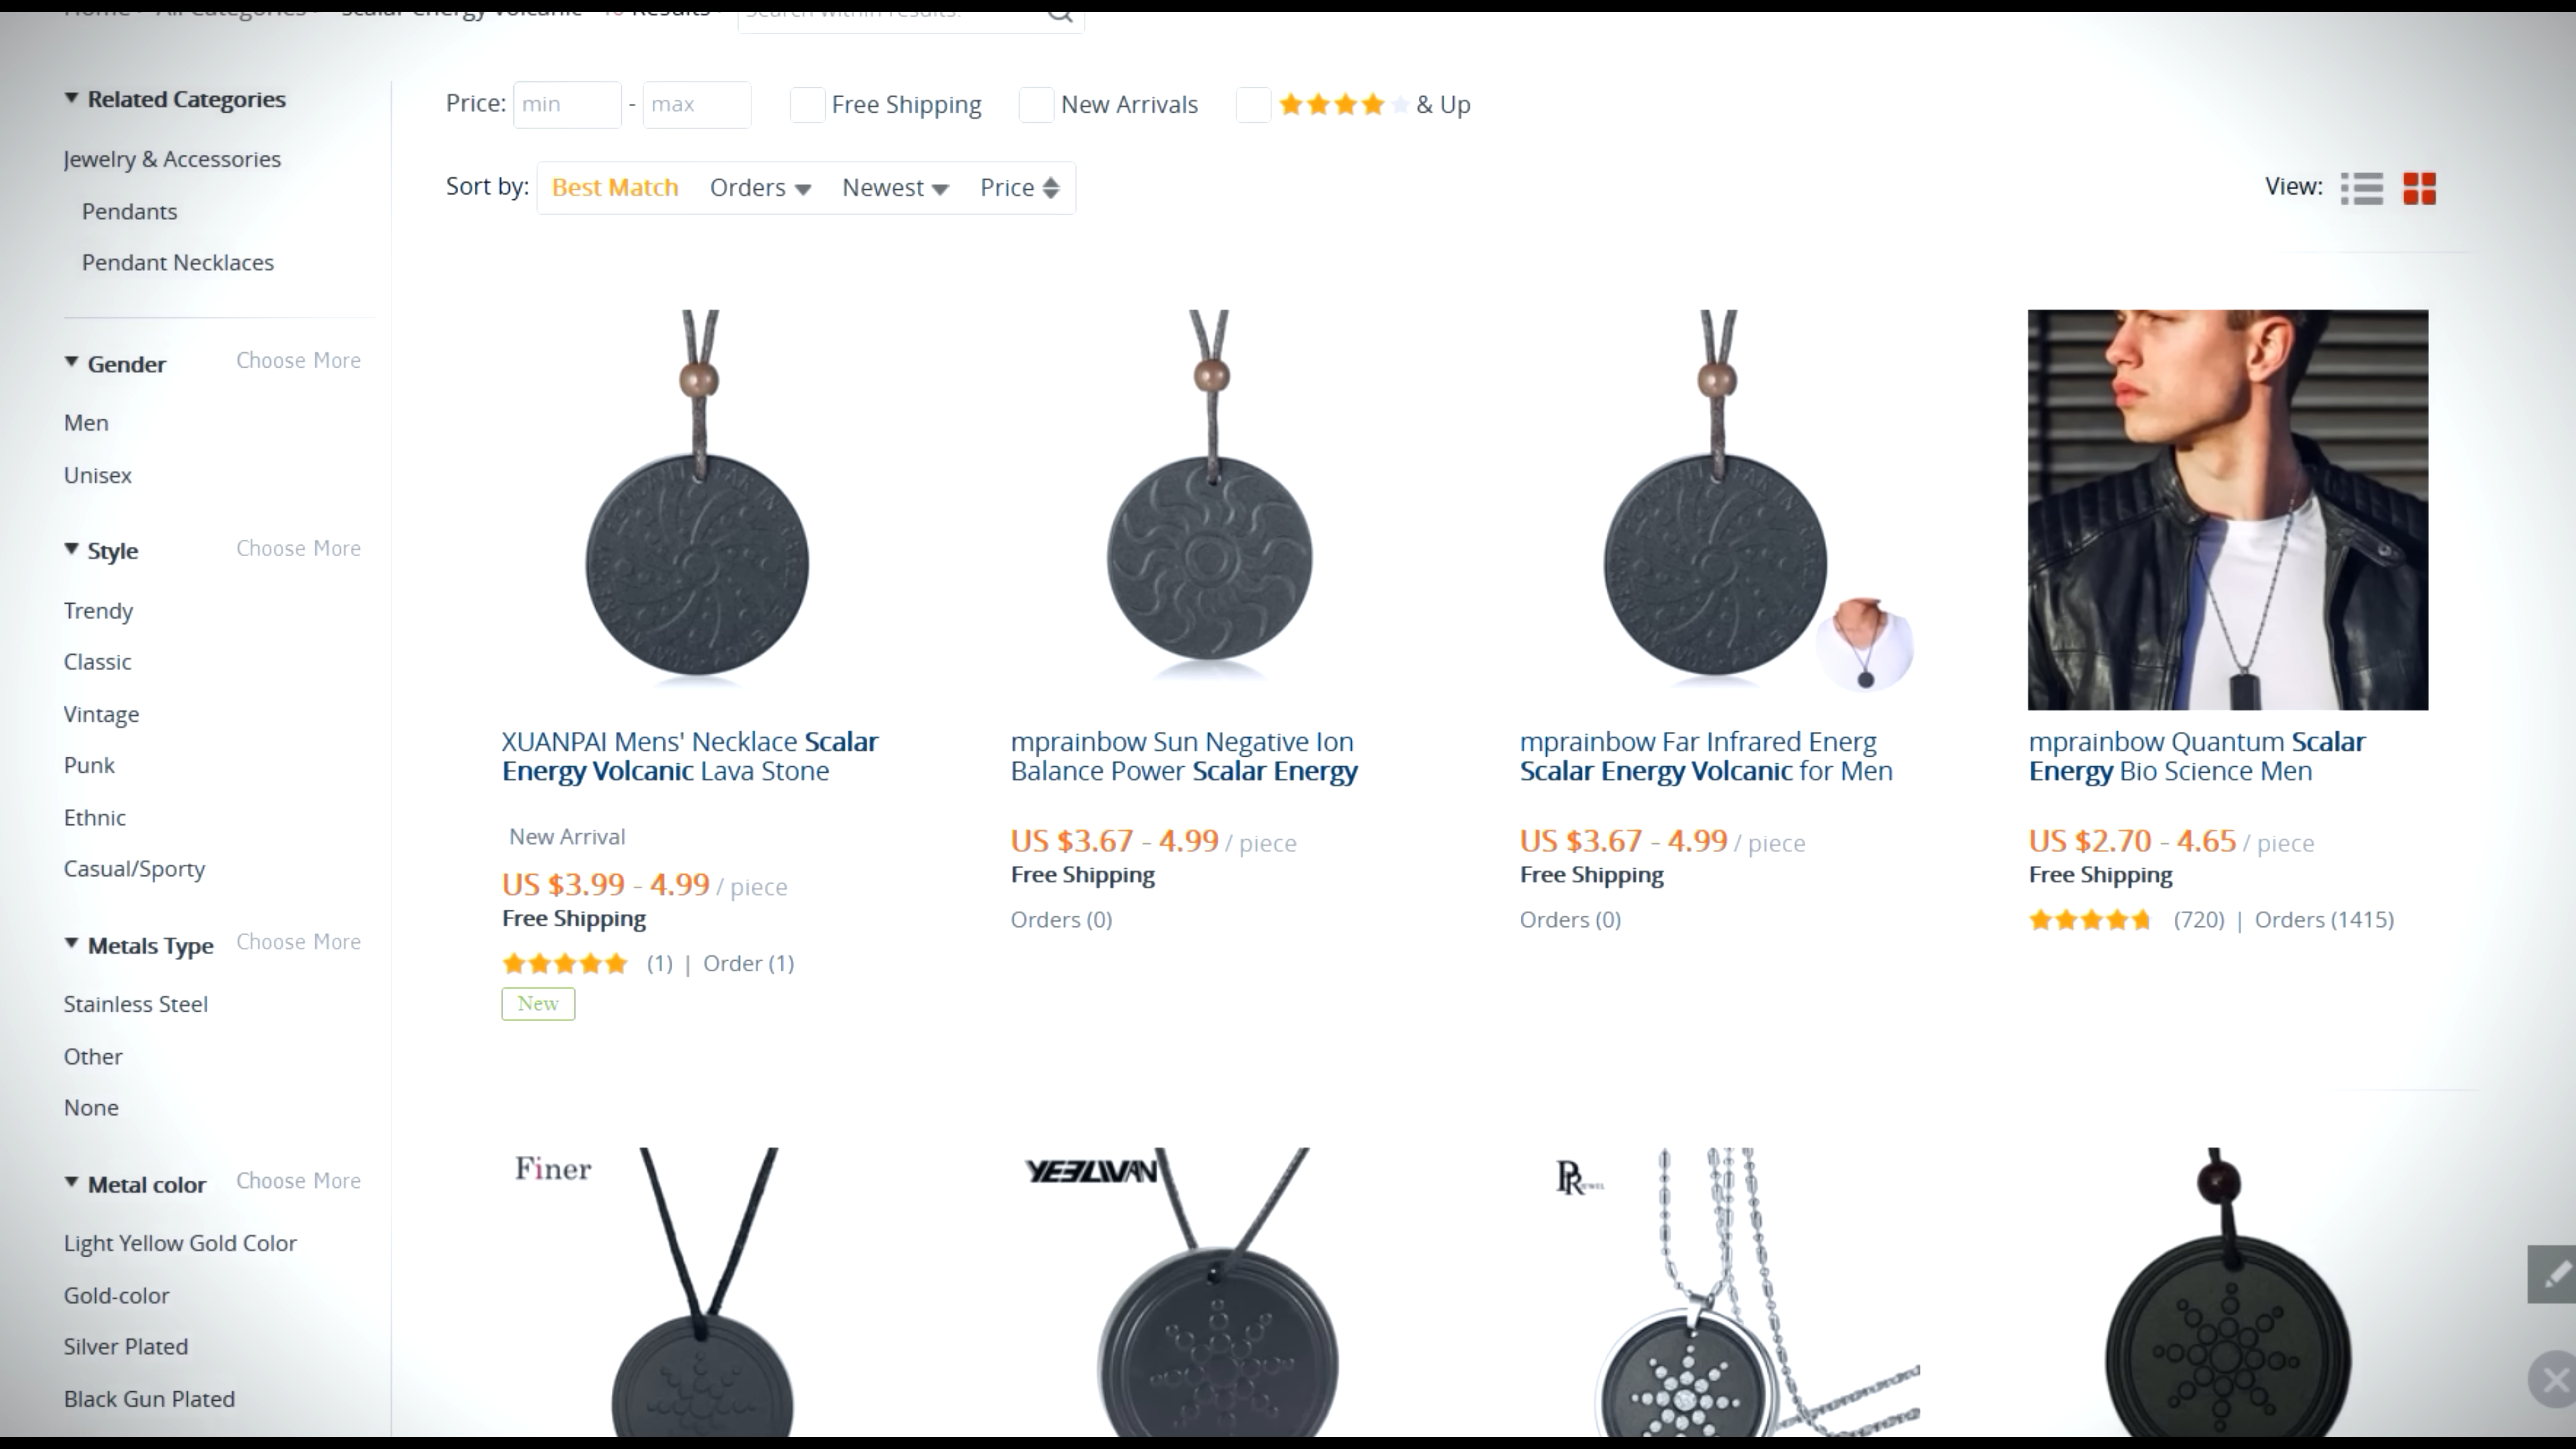 Related Categories
Jewelry & Accessories
Pendants
Pendant Necklaces
Gender Choose More
Men
Unisex
Style Choose More
Trendy
Classic
Vintage
Punk
Ethnic
Casual/Sporty
Metals Type Choose More
Stainless Steel
Other
None
Metal color Choose More
Light Yellow Gold Color
Gold-color
Silver Plated
Black Gun Plated
Price: min - max Free Shipping New Arrivals & Up
Sort by: Best Match Orders Newest Price
View:
XUANPAI Mens' Necklace Scalar
Energy Volcanic Lava Stone
New Arrival
US $3.99 - 4.99 / piece
Free Shipping
(1) | Order (1)
New
mprainbow Sun Negative Ion
Balance Power Scalar Energy
US $3.67 - 4.99 / piece
Free Shipping
Orders (0)
mprainbow Far Infrared Energ
Scalar Energy Volcanic for Men
US $3.67 - 4.99 / piece
Free Shipping
Orders (0)
mprainbow Quantum Scalar
Energy Bio Science Men
US $2.70 - 4.65 / piece
Free Shipping
(720) | Orders (1415)
Finer
YEELIVAN